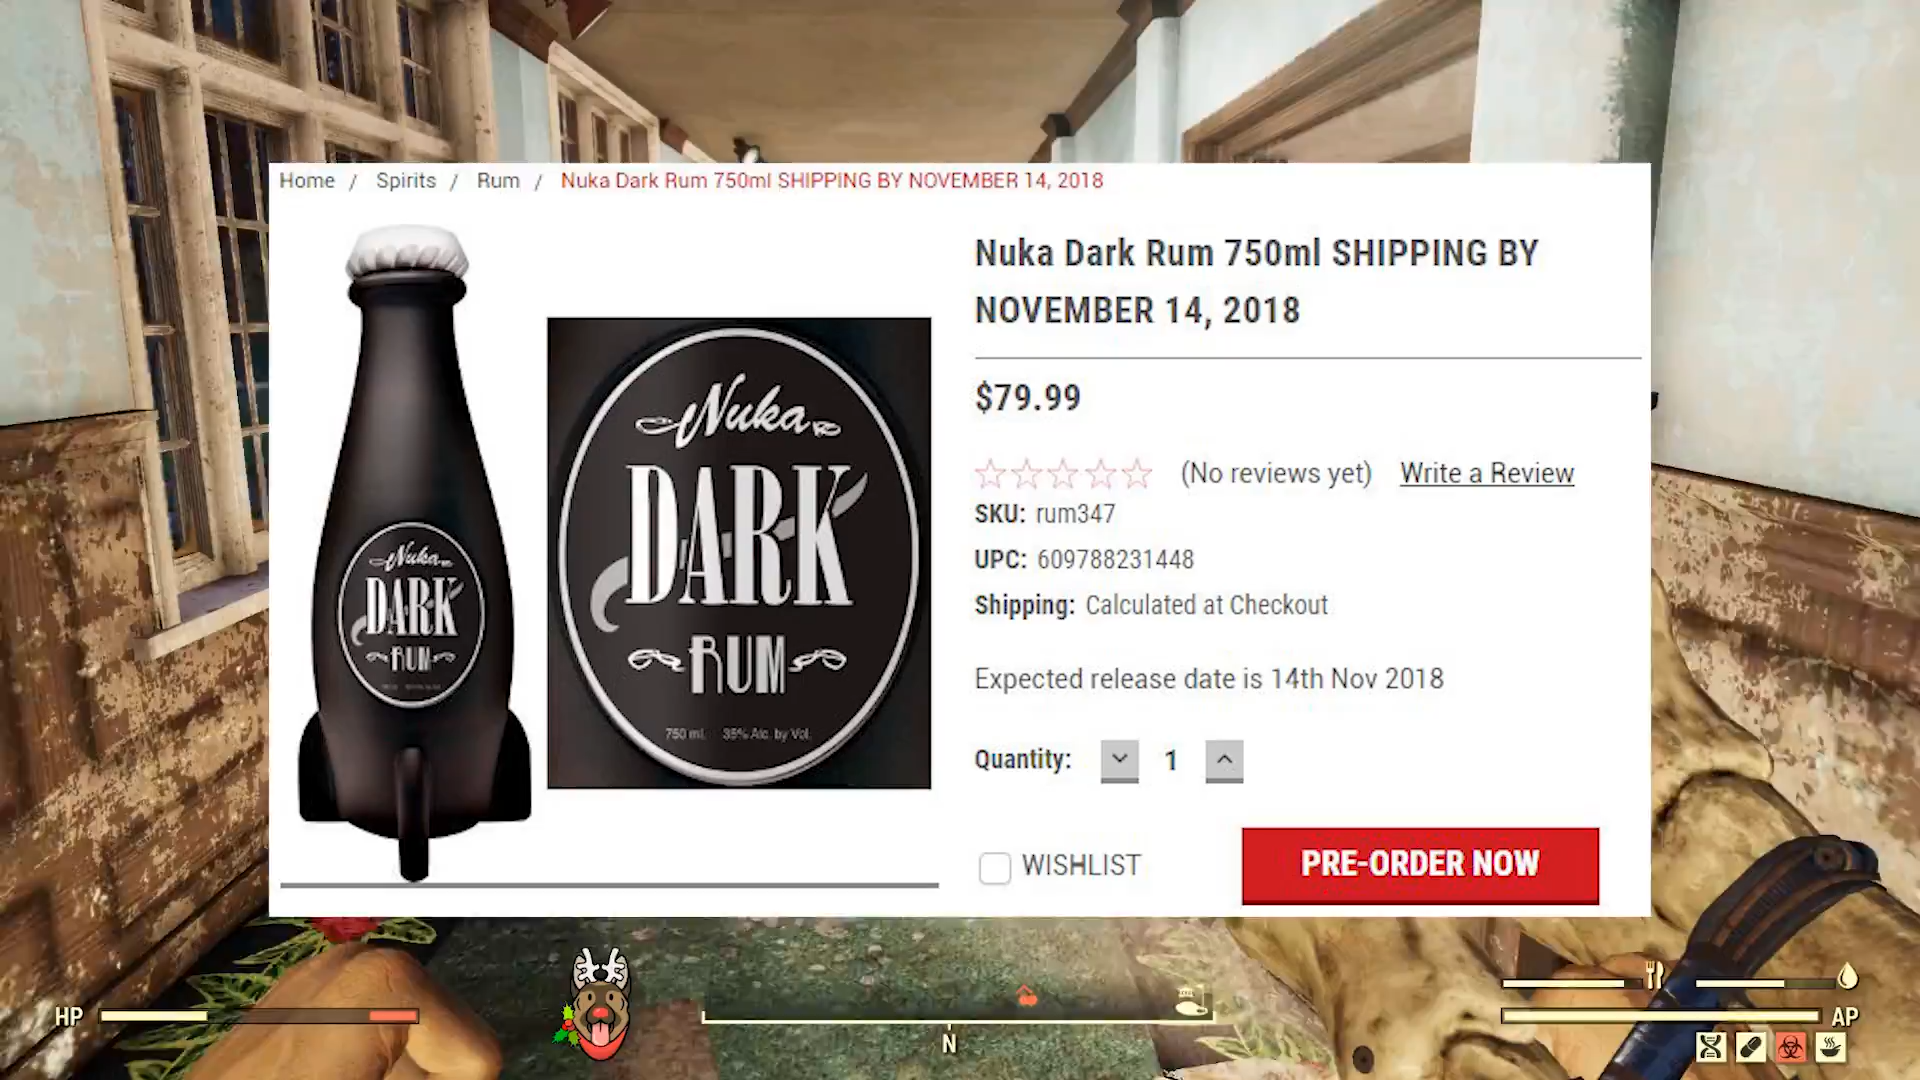 Home / Spirits / Rum / Nuka Dark Rum 750ml SHIPPING BY NOVEMBER 14, 2018
Nuka
DARK
RUM
Nuka
DARK
RUM
750 ml. 35% Alc. by Vol.
Nuka Dark Rum 750ml SHIPPING BY
NOVEMBER 14, 2018
$79.99
(No reviews yet) Write a Review
SKU: rum347
UPC: 609788231448
Shipping: Calculated at Checkout
Expected release date is 14th Nov 2018
Quantity: 1
WISHLIST PRE-ORDER NOW
HP
N
AP